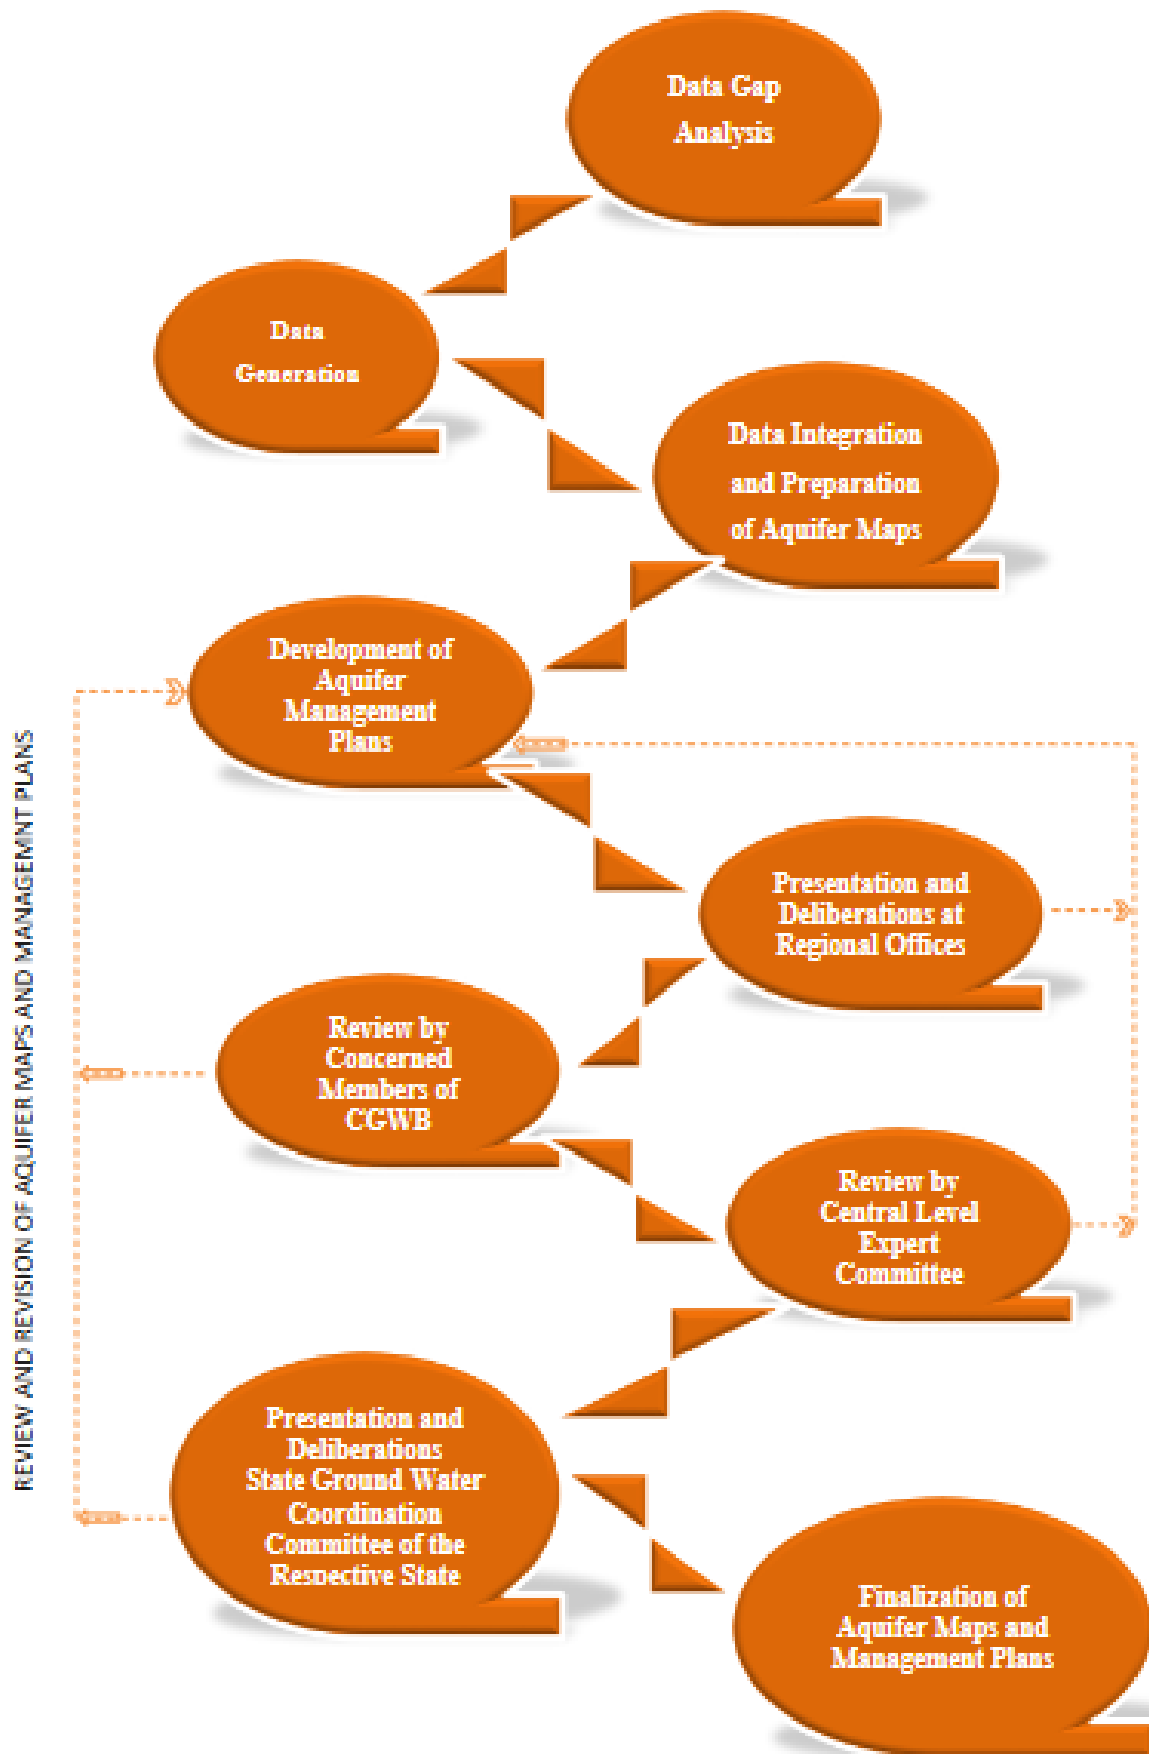 Data Gap
Analysis
Data
Generation
Data Integration
and Preparation
of Aquifer Maps
Development of
Aquifer
Management
Plans
Presentation and
Deliberations at
Regional Offices
Review by
Concerned
Members of
CGWB
Review by
Central Level
Expert
Committee
Presentation and
Deliberations
State Ground Water
Coordination
Committee of the
Respective State
Finalization of
Aquifer Maps and
Management Plans
REVIEW AND REVISION OF AQUIFER MAPS AND MANAGEMNT PLANS